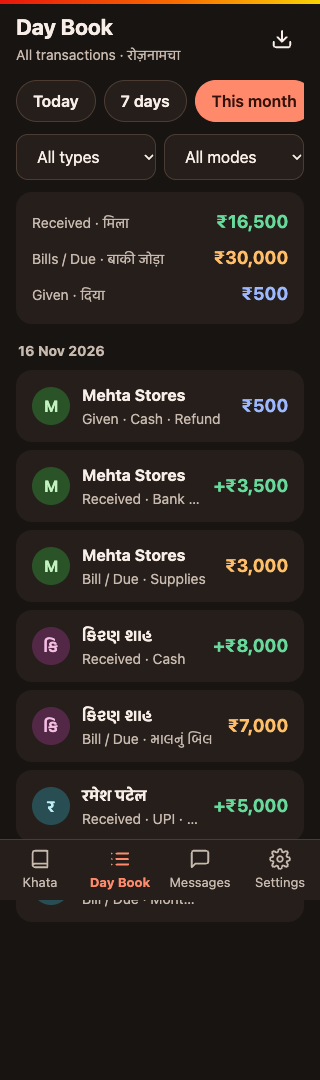 Day Book
All transactions · रोज़नामचा
Today
7 days
This month
All types
All modes
Received · मिला
₹16,500
Bills / Due · बाकी जोड़ा
₹30,000
Given · दिया
₹500
16 Nov 2026
M
Mehta Stores
₹500
Given · Cash · Refund
M
Mehta Stores
+₹3,500
Received · Bank ...
M
Mehta Stores
₹3,000
Bill / Due · Supplies
કિ
કિરણ શાહ
+₹8,000
Received · Cash
કિ
કિરણ શાહ
₹7,000
Bill / Due · માલનું બિલ
र
रमेश पटेल
+₹5,000
Received · UPI · ...
Khata
Day Book
Messages
Settings
Bill / Due · Mont...